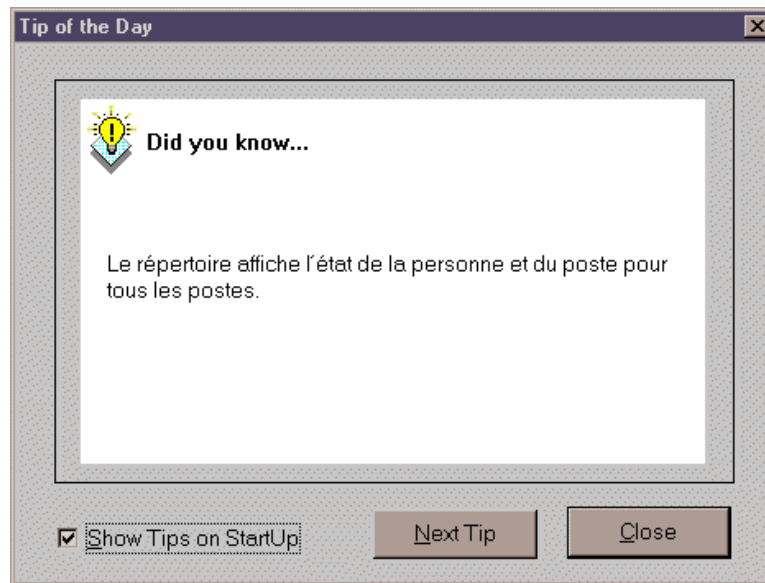 Tip of the Day
Did you know...
Le répertoire affiche l'état de la personne et du poste pour
tous les postes.
Show Tips on StartUp
Next Tip
Close